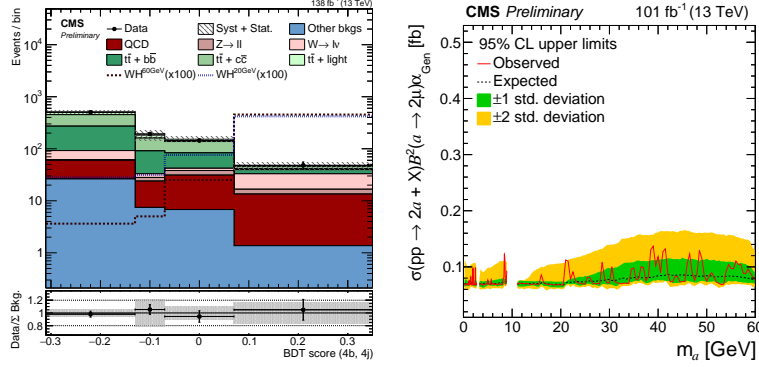 138 fb⁻¹ (13 TeV)
CMS
Preliminary
Data
Syst + Stat.
Other bkgs
QCD
Z → ll
W → lν
tt̄ + bb̄
tt̄ + cc̄
tt̄ + light
WH⁶⁰ᴳᵉⱽ(x100)
WH²⁰ᴳᵉⱽ(x100)
Events / bin
10⁴
10³
10²
10
1
Data/Σ Bkg.
1.2
1.0
0.8
−0.3 −0.2 −0.1 0 0.1 0.2 0.3
BDT score (4b, 4j)
CMS Preliminary 101 fb⁻¹ (13 TeV)
95% CL upper limits
Observed
Expected
±1 std. deviation
±2 std. deviation
σ(pp → 2a + X)B²(a → 2μ)α_Gen [fb]
0.5
0.4
0.3
0.2
0.1
0 10 20 30 40 50 60
m_a [GeV]